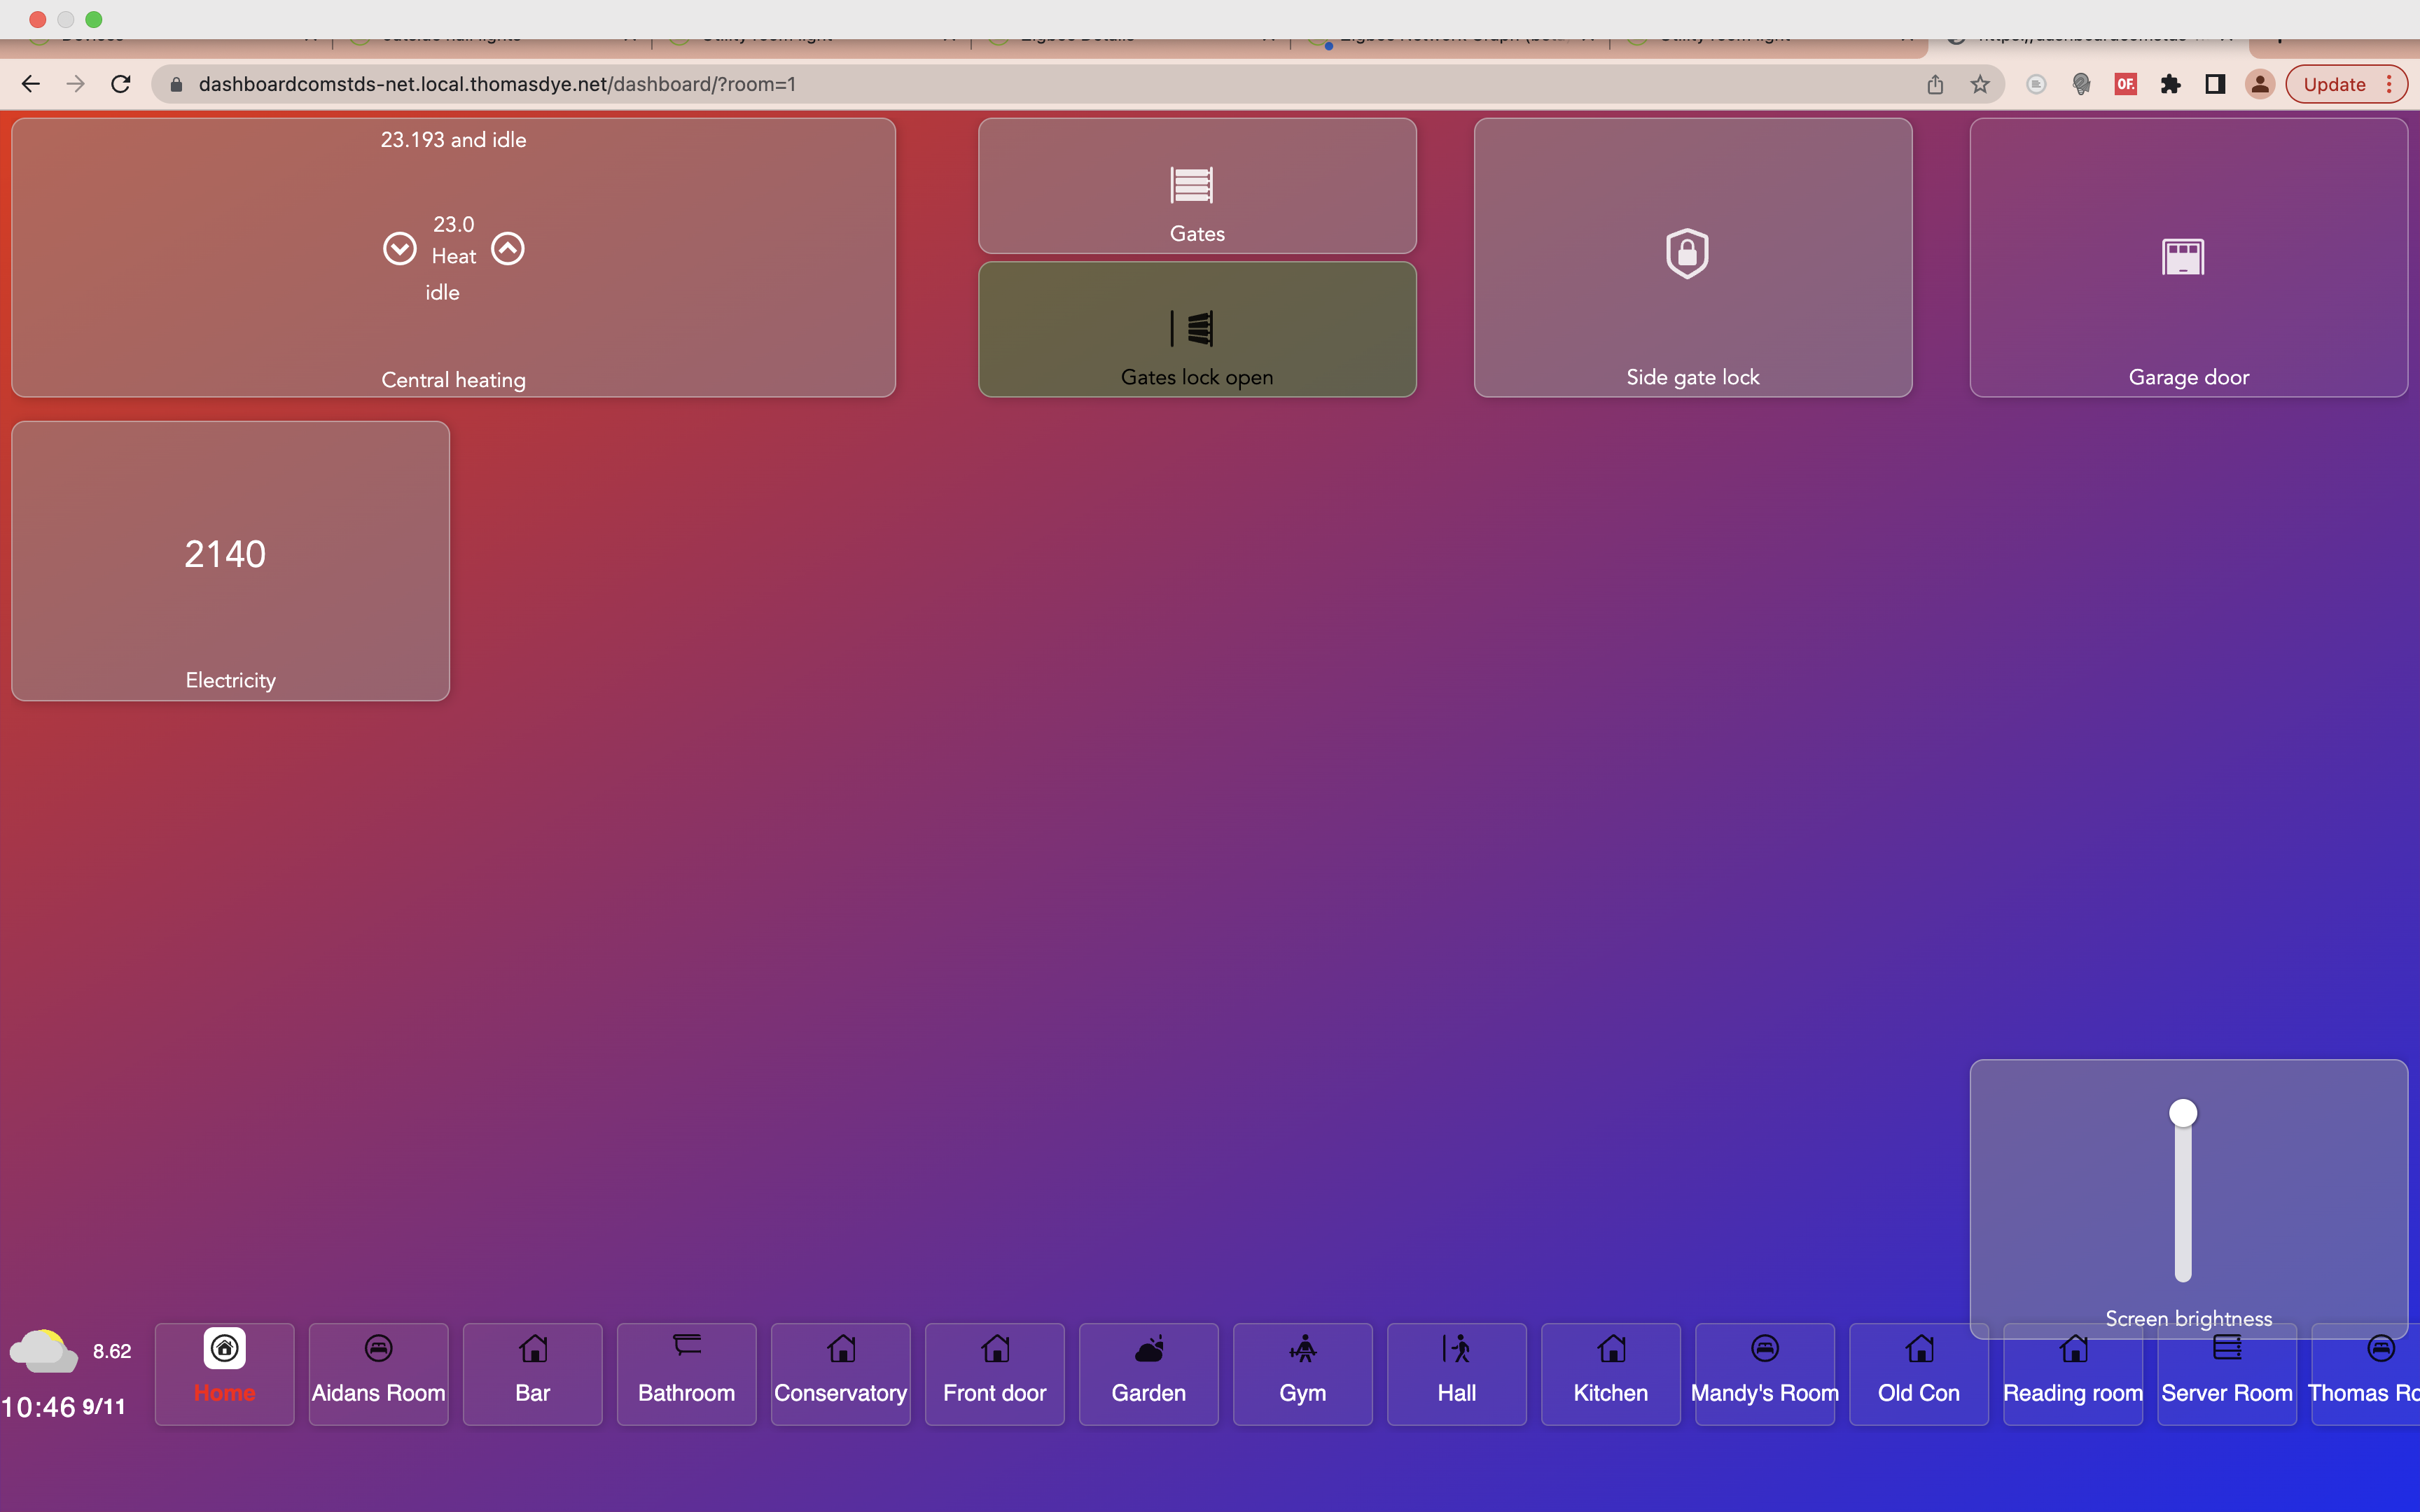 dashboardcomstds-net.local.thomasdye.net/dashboard/?room=1
OF.
Update
23.193 and idle
23.0
Heat
idle
Central heating
Gates
Gates lock open
Side gate lock
Garage door
2140
Electricity
Screen brightness
8.62
10:46 9/11
Home
Aidans Room
Bar
Bathroom
Conservatory
Front door
Garden
Gym
Hall
Kitchen
Mandy's Room
Old Con
Reading room
Server Room
Thomas Ro